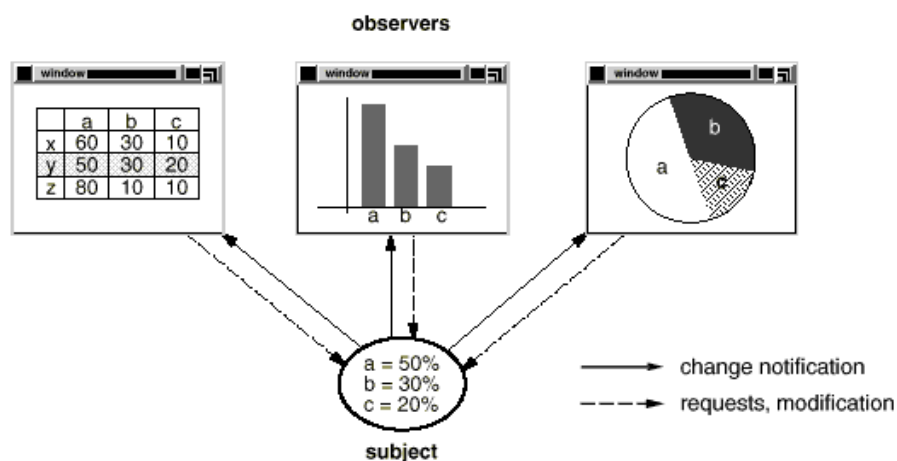 observers
window
window
window
a b c
x 60 30 10
y 50 30 20
z 80 10 10
a b c
b
a
c
a = 50%
b = 30%
c = 20%
change notification
requests, modification
subject